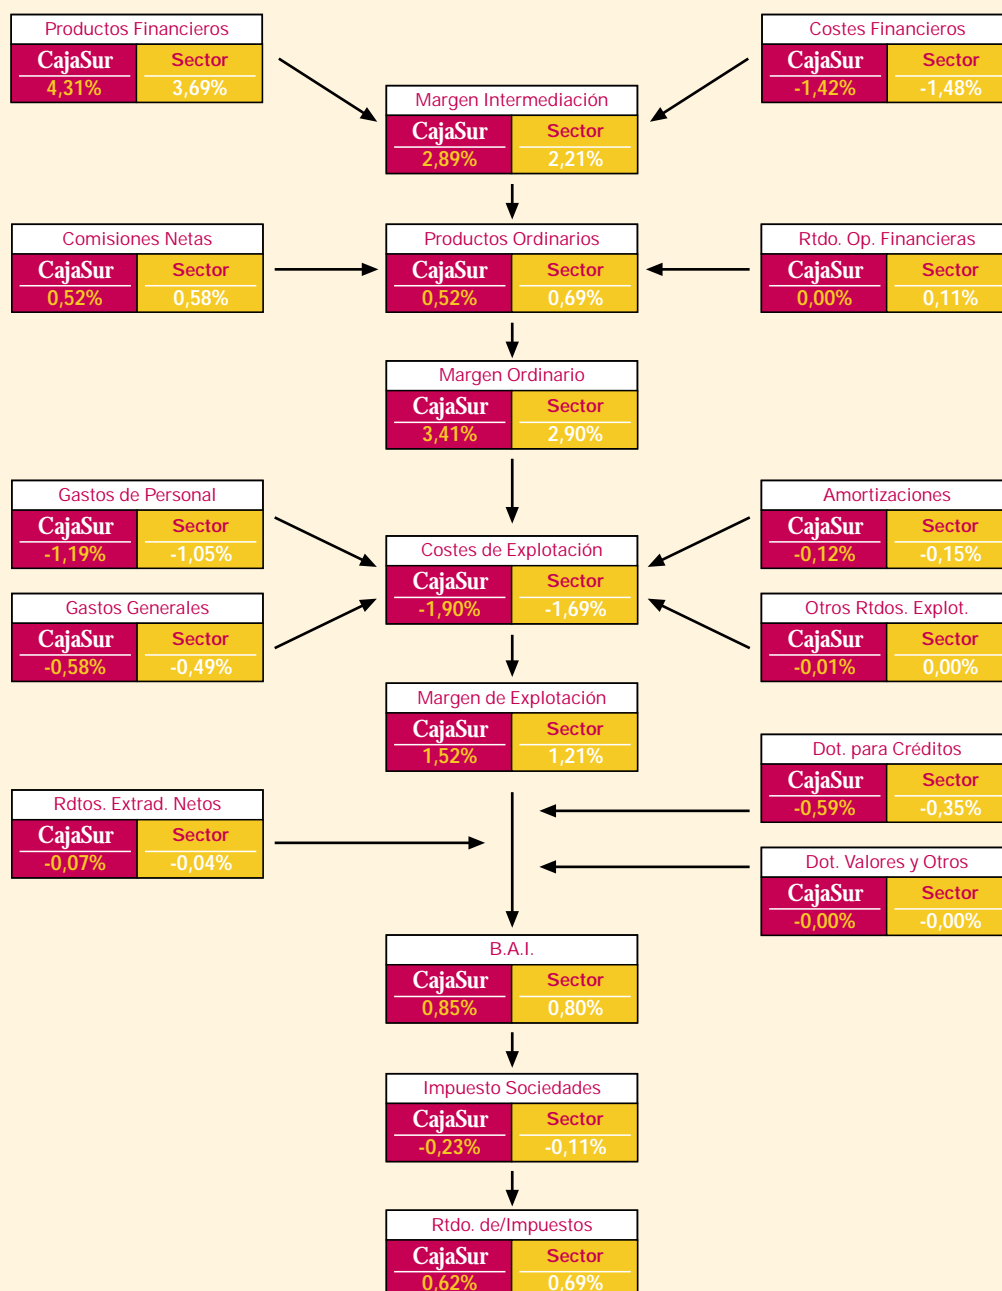 Productos Financieros
CajaSur Sector
4,31% 3,69%
Costes Financieros
CajaSur Sector
-1,42% -1,48%
Margen Intermediación
CajaSur Sector
2,89% 2,21%
Comisiones Netas
CajaSur Sector
0,52% 0,58%
Productos Ordinarios
CajaSur Sector
0,52% 0,69%
Rtdo. Op. Financieras
CajaSur Sector
0,00% 0,11%
Margen Ordinario
CajaSur Sector
3,41% 2,90%
Gastos de Personal
CajaSur Sector
-1,19% -1,05%
Amortizaciones
CajaSur Sector
-0,12% -0,15%
Costes de Explotación
CajaSur Sector
-1,90% -1,69%
Gastos Generales
CajaSur Sector
-0,58% -0,49%
Otros Rtdos. Explot.
CajaSur Sector
-0,01% 0,00%
Margen de Explotación
CajaSur Sector
1,52% 1,21%
Dot. para Créditos
CajaSur Sector
-0,59% -0,35%
Rdtos. Extrad. Netos
CajaSur Sector
-0,07% -0,04%
Dot. Valores y Otros
CajaSur Sector
-0,00% -0,00%
B.A.I.
CajaSur Sector
0,85% 0,80%
Impuesto Sociedades
CajaSur Sector
-0,23% -0,11%
Rtdo. de/Impuestos
CajaSur Sector
0,62% 0,69%